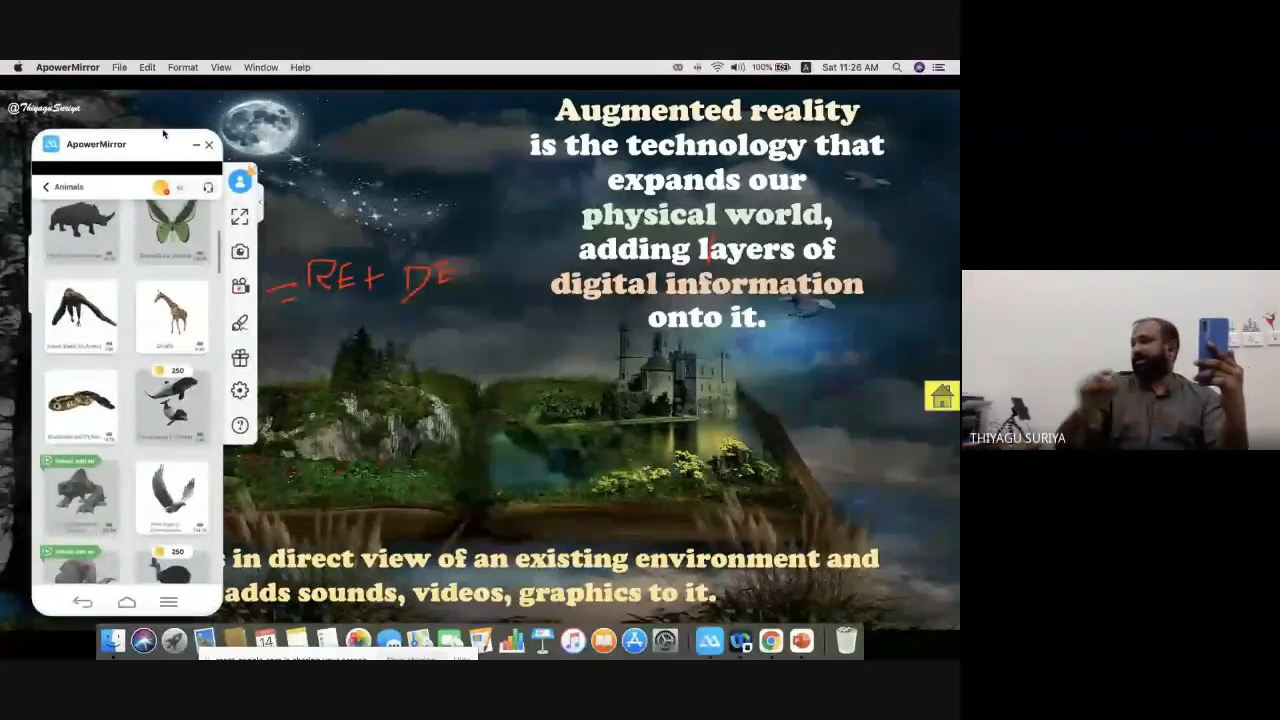 ApowerMirror File Edit Format View Window Help
100% Sat 11:26 AM
@ThiyaguSuriya
Augmented reality
is the technology that
expands our
physical world,
adding layers of
digital information
onto it.
ApowerMirror
Animals
Giraffe
250
250
= RE + DE
THIYAGU SURIYA
in direct view of an existing environment and
adds sounds, videos, graphics to it.
14